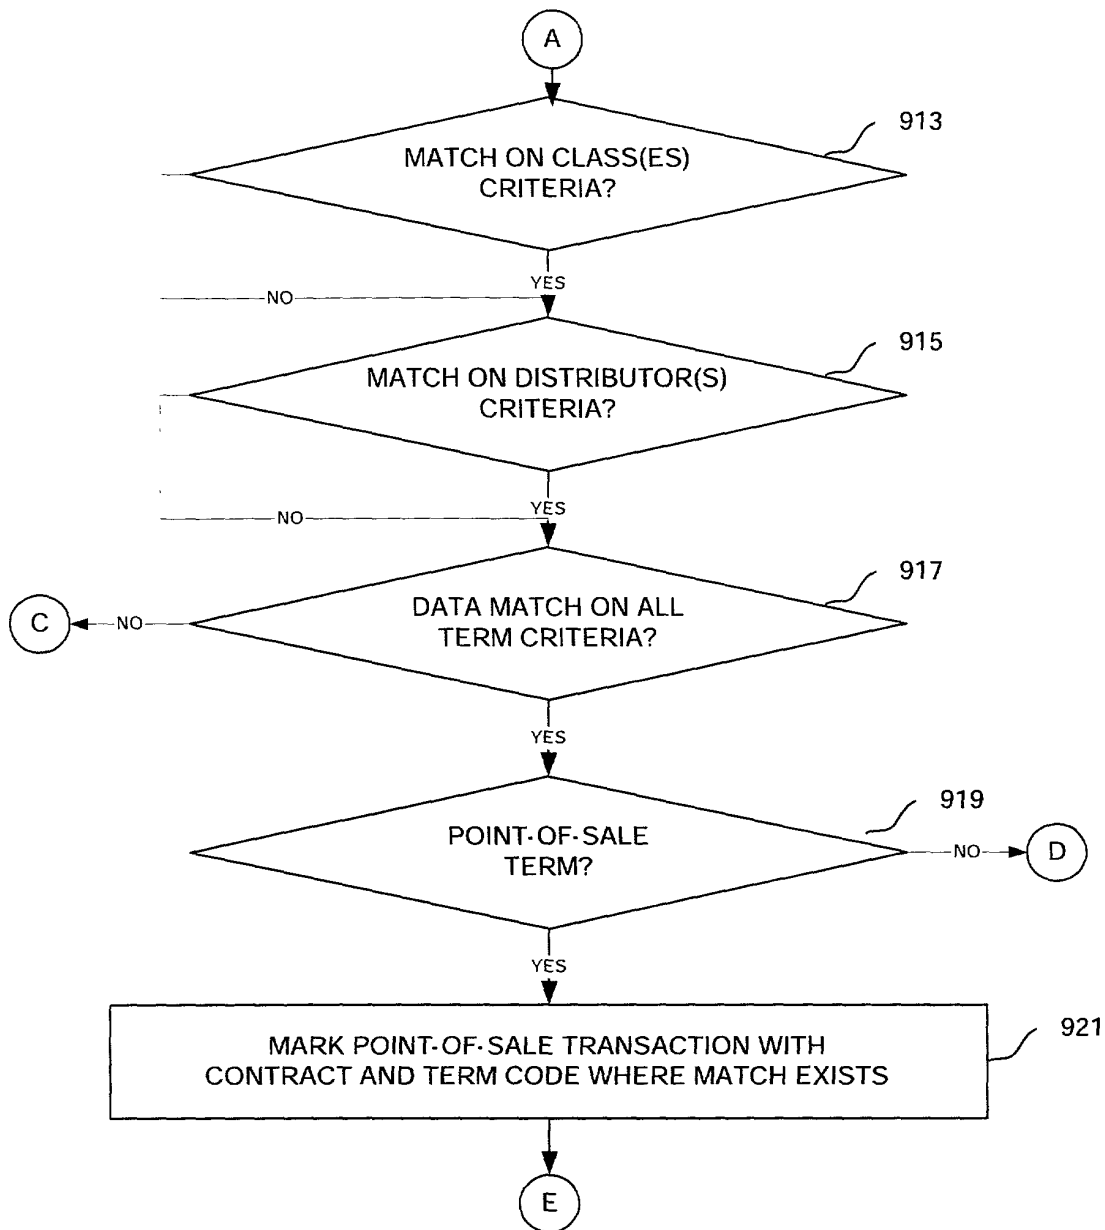 A
913
MATCH ON CLASS(ES)
CRITERIA?
YES
NO
915
MATCH ON DISTRIBUTOR(S)
CRITERIA?
YES
NO
917
DATA MATCH ON ALL
TERM CRITERIA?
NO
C
YES
919
POINT-OF-SALE
TERM?
NO
D
YES
921
MARK POINT-OF-SALE TRANSACTION WITH
CONTRACT AND TERM CODE WHERE MATCH EXISTS
E